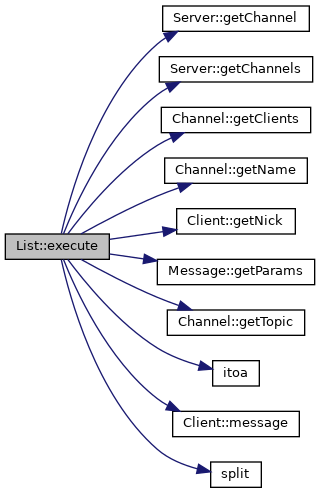 Server::getChannel
Server::getChannels
Channel::getClients
Channel::getName
Client::getNick
List::execute
Message::getParams
Channel::getTopic
itoa
Client::message
split